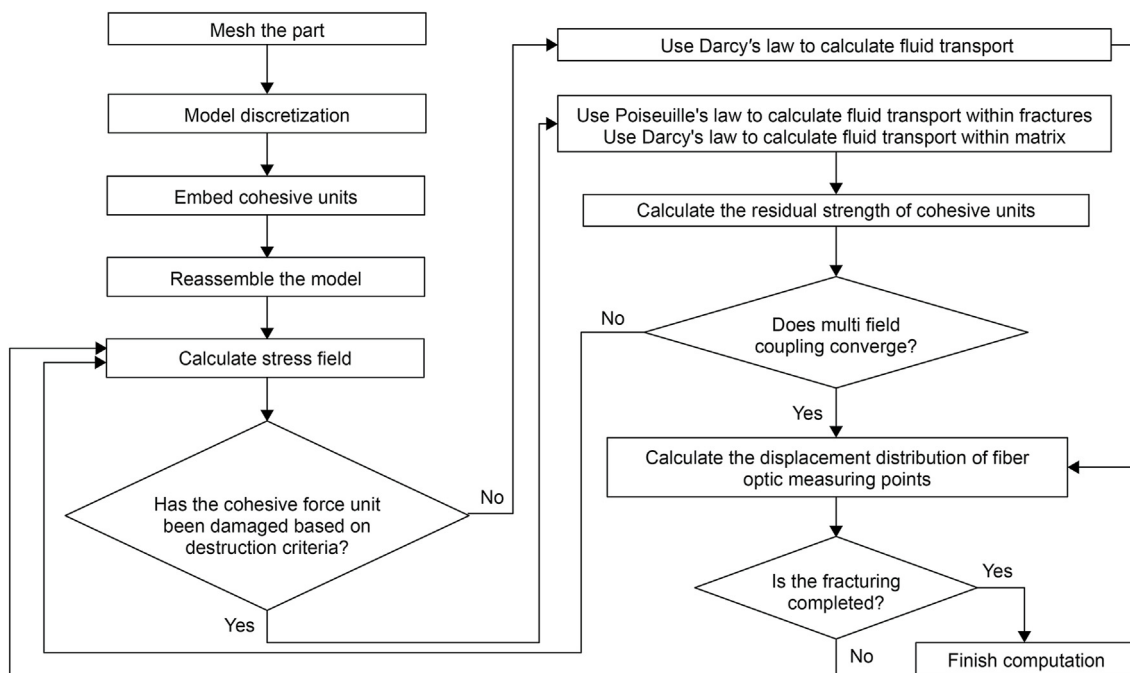 Mesh the part
Model discretization
Embed cohesive units
Reassemble the model
Calculate stress field
Has the cohesive force unit
been damaged based on
destruction criteria?
No
Yes
Use Darcy's law to calculate fluid transport
Use Poiseuille's law to calculate fluid transport within fractures
Use Darcy's law to calculate fluid transport within matrix
Calculate the residual strength of cohesive units
Does multi field
coupling converge?
No
Yes
Calculate the displacement distribution of fiber
optic measuring points
Is the fracturing
completed?
Yes
No
Finish computation